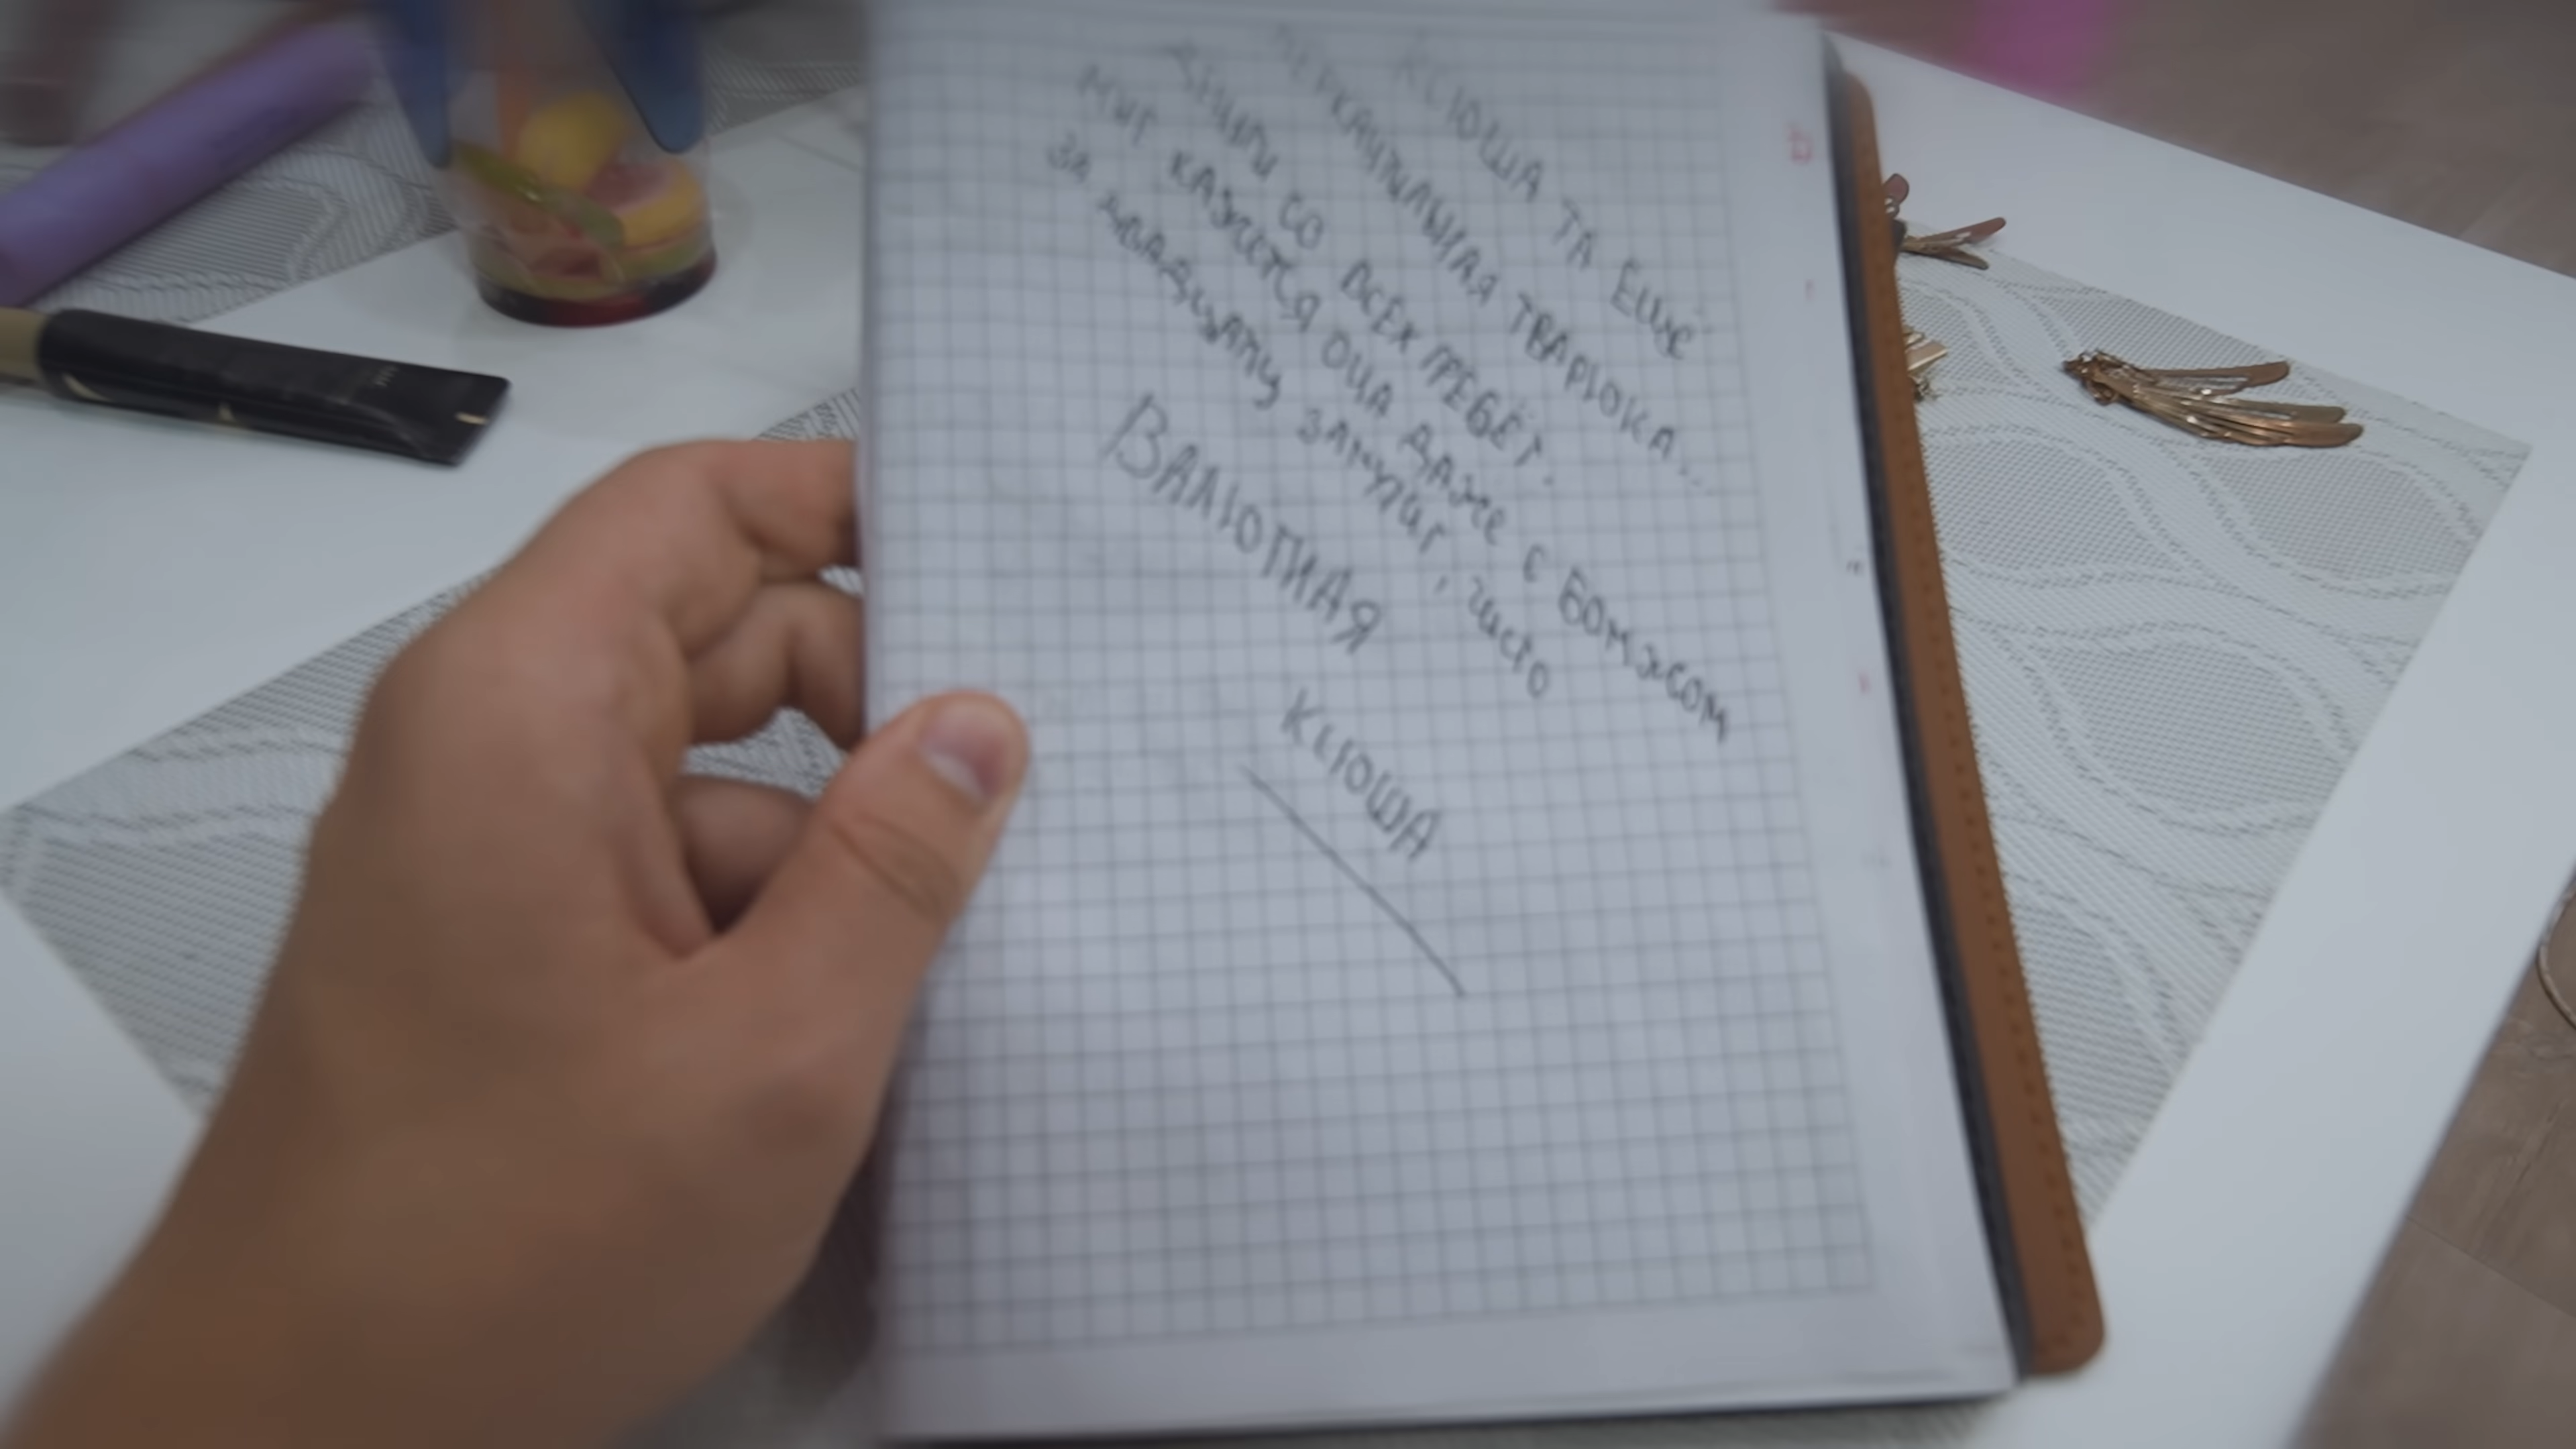 КСЮША ТА ЕЩЁ
МЕРКАНТИЛЬНАЯ ТВАРЮКА...
ДЕНЬГИ СО ВСЕХ ГРЕБЁТ.
МНЕ КАЖЕТСЯ ОНА ДАЖЕ С БОМЖОМ
ЗА ДВАДЦАТКУ ЗАМУТИТ, ЧИСТО
ВАЛЮТНАЯ
КСЮША